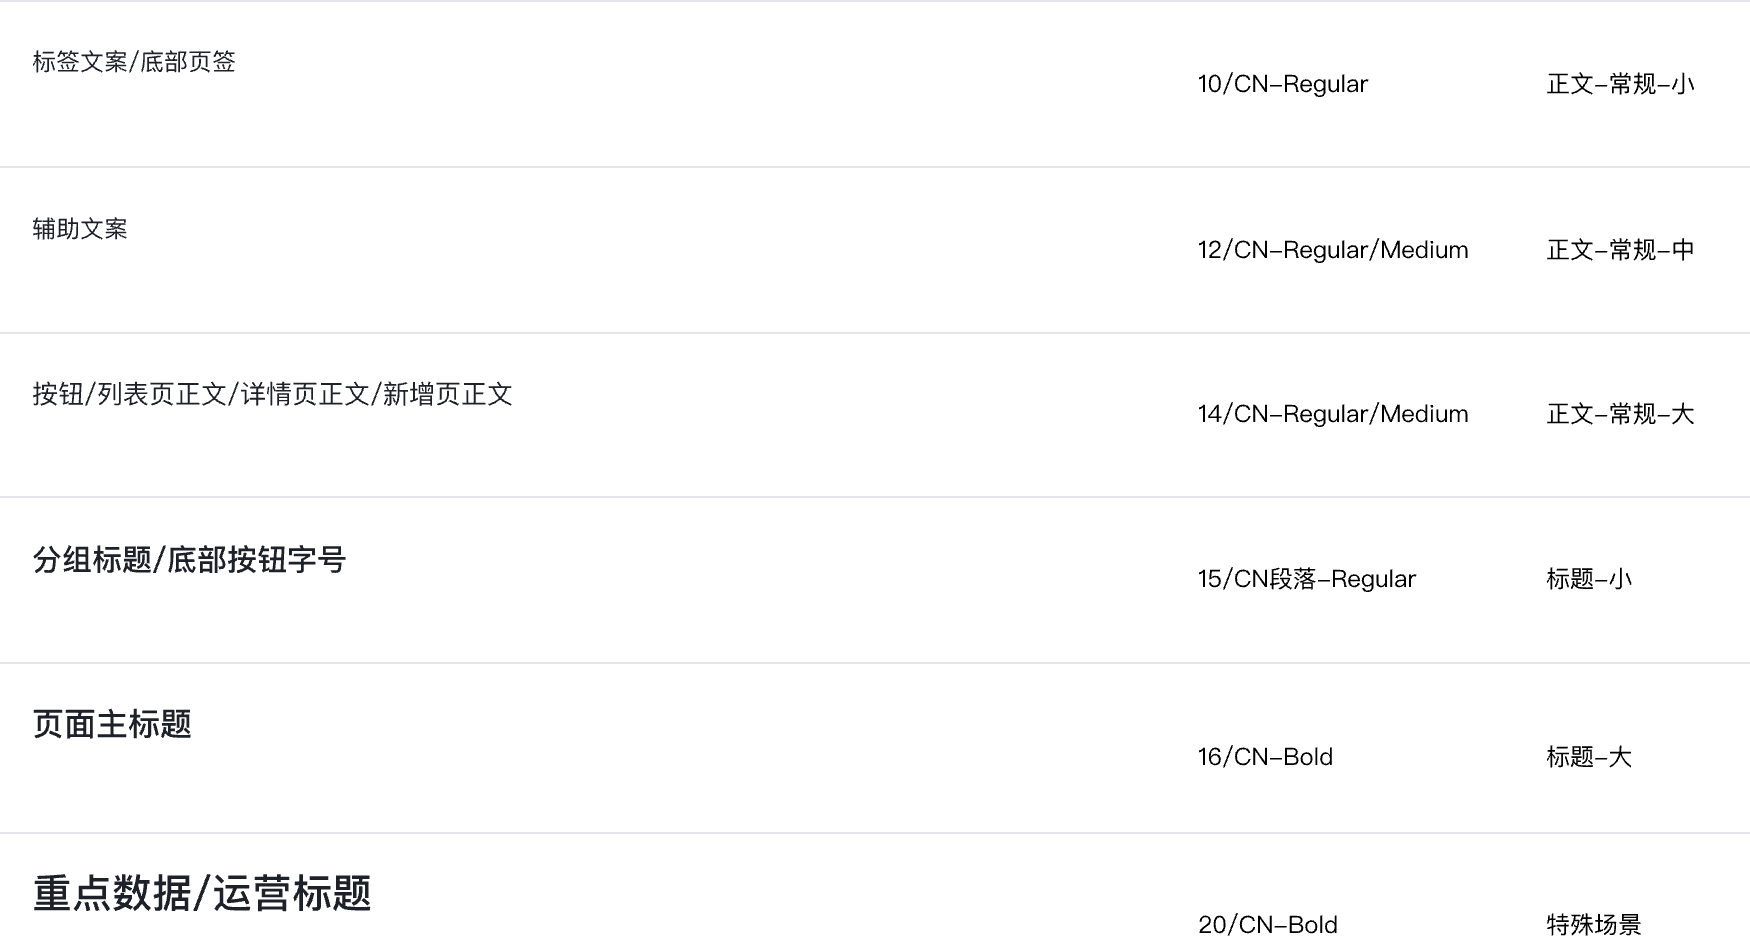 标签文案/底部页签
10/CN-Regular
正文-常规-小
辅助文案
12/CN-Regular/Medium
正文-常规-中
按钮/列表页正文/详情页正文/新增页正文
14/CN-Regular/Medium
正文-常规-大
分组标题/底部按钮字号
15/CN段落-Regular
标题-小
页面主标题
16/CN-Bold
标题-大
重点数据/运营标题
20/CN-Bold
特殊场景